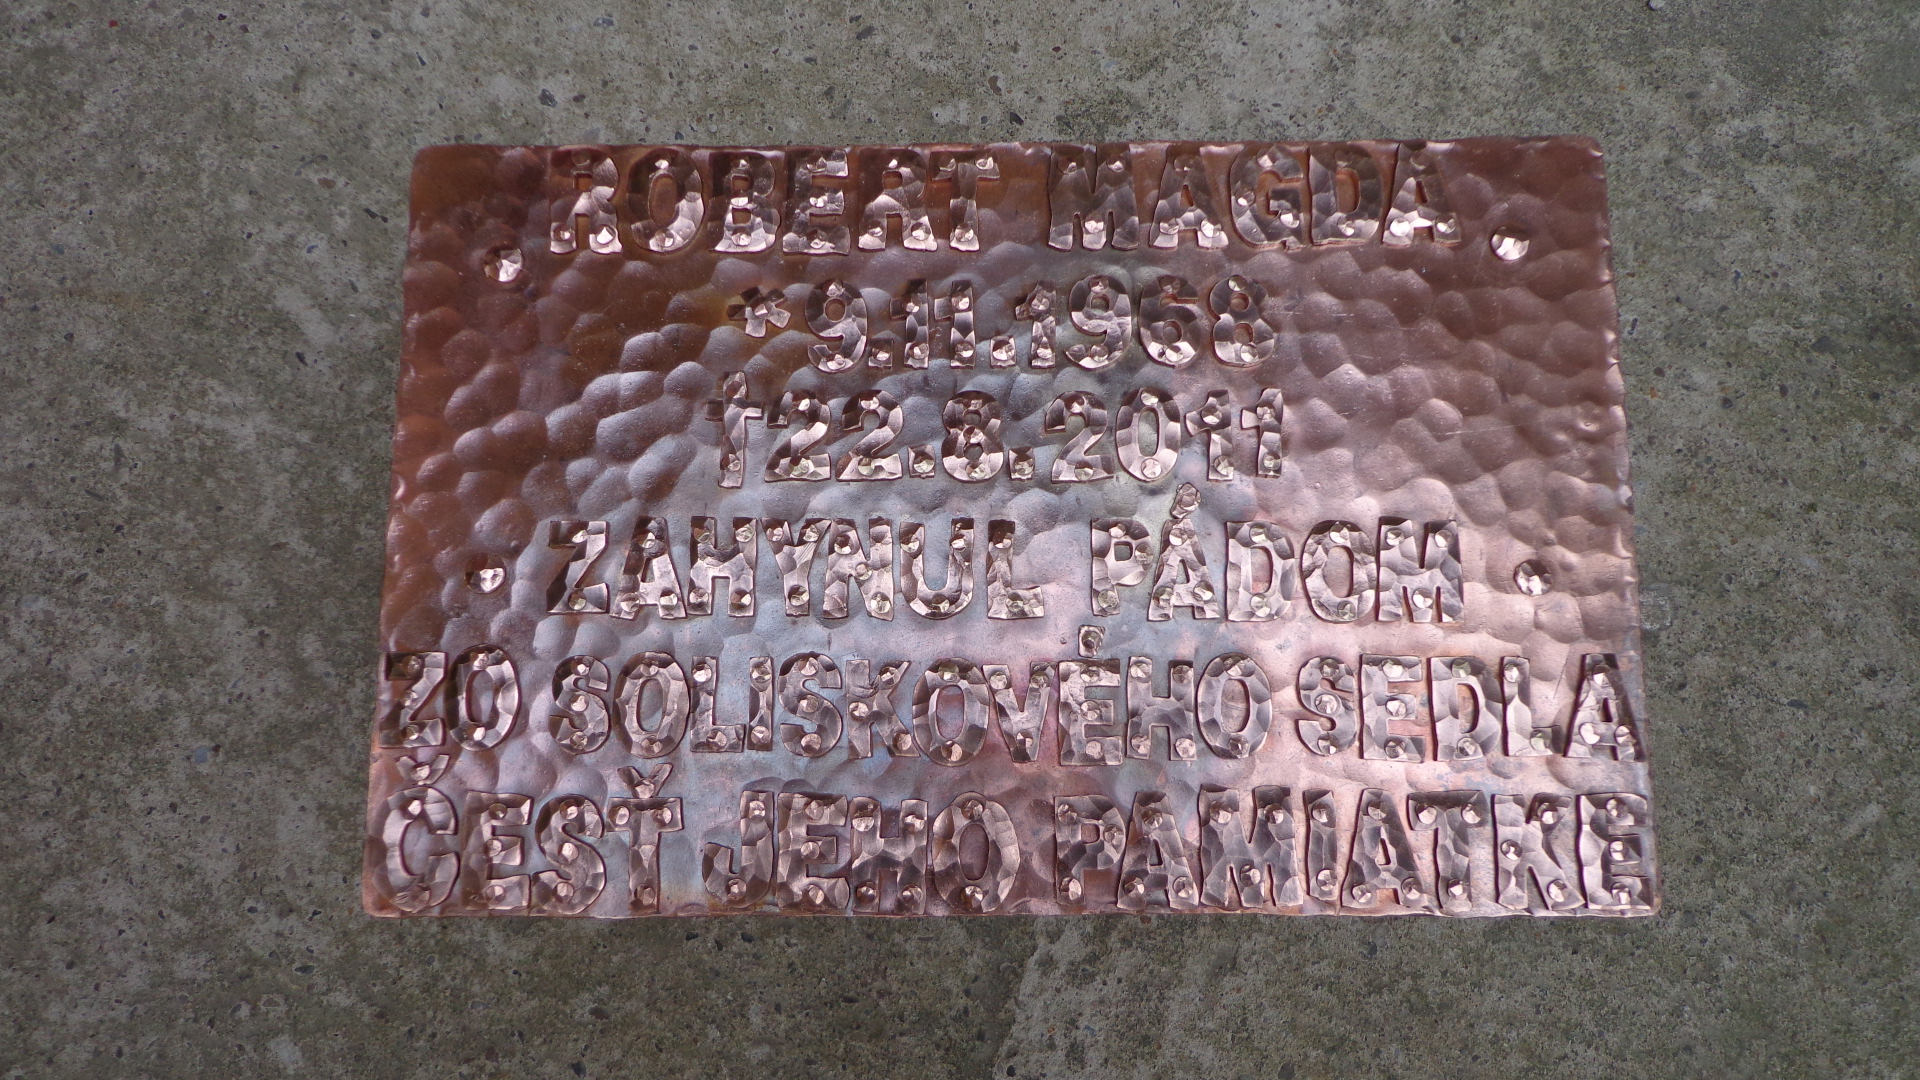 ROBERT MAGDA
* 9.11.1968
†22.8.2011
ZAHYNUL PÁDOM
ZO SOLISKOVÉHO SEDLA
ČESŤ JEHO PAMIATKE